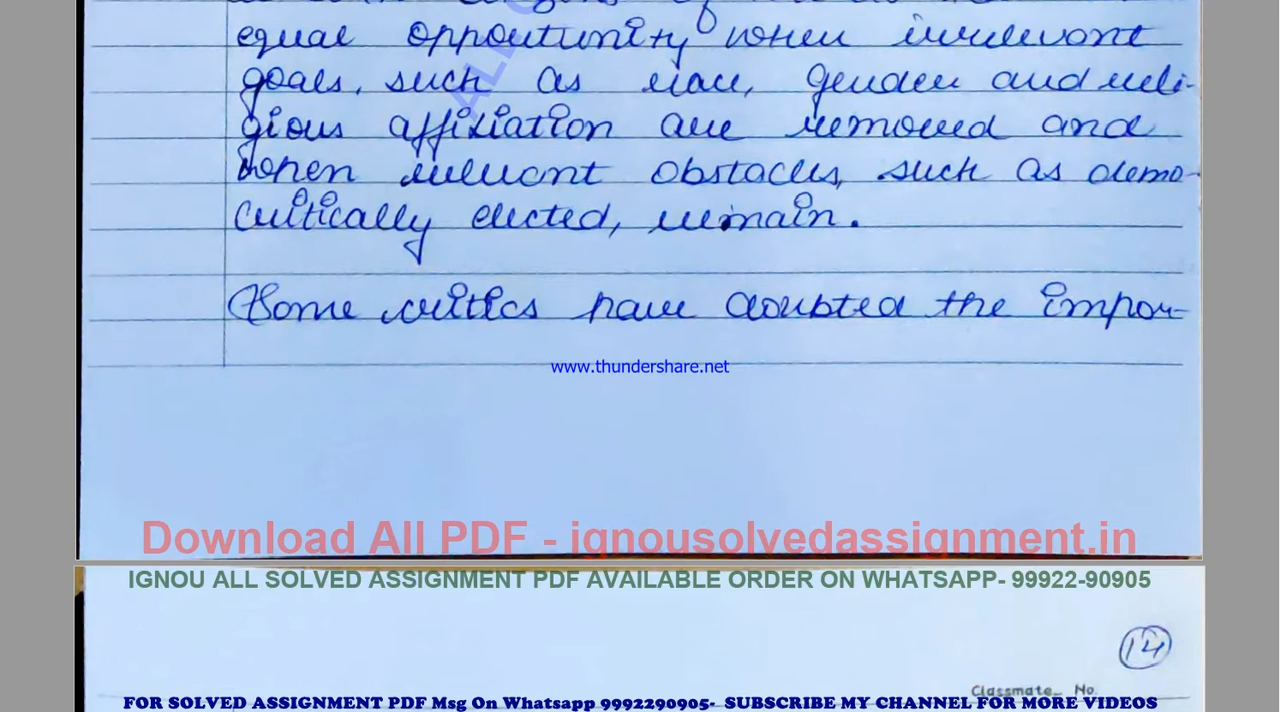 equal opportunity when irrelevant
goals, such as race, gender and reli-
gious affiliation are removed and
when relevant obstacles, such as demo-
critically elected, remain.
Some critics have doubted the impor-
www.thundershare.net
Download All PDF - ignousolvedassignment.in
IGNOU ALL SOLVED ASSIGNMENT PDF AVAILABLE ORDER ON WHATSAPP- 99922-90905
14
Classmate No.
FOR SOLVED ASSIGNMENT PDF Msg On Whatsapp 9992290905- SUBSCRIBE MY CHANNEL FOR MORE VIDEOS